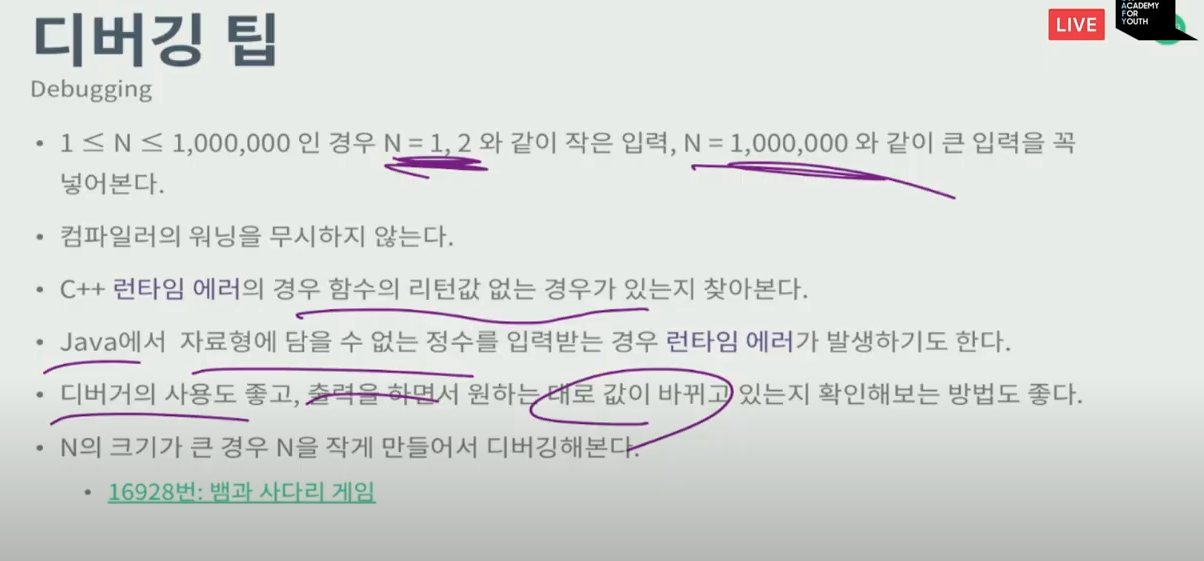 디버깅 팁
LIVE
ACADEMY
FOR
YOUTH
Debugging
• 1 ≤ N ≤ 1,000,000 인 경우 N = 1, 2 와 같이 작은 입력, N = 1,000,000 와 같이 큰 입력을 꼭
넣어본다.
• 컴파일러의 워닝을 무시하지 않는다.
• C++ 런타임 에러의 경우 함수의 리턴값 없는 경우가 있는지 찾아본다.
• Java에서 자료형에 담을 수 없는 정수를 입력받는 경우 런타임 에러가 발생하기도 한다.
• 디버거의 사용도 좋고, 출력을 하면서 원하는 대로 값이 바뀌고 있는지 확인해보는 방법도 좋다.
• N의 크기가 큰 경우 N을 작게 만들어서 디버깅해본다.
• 16928번: 뱀과 사다리 게임